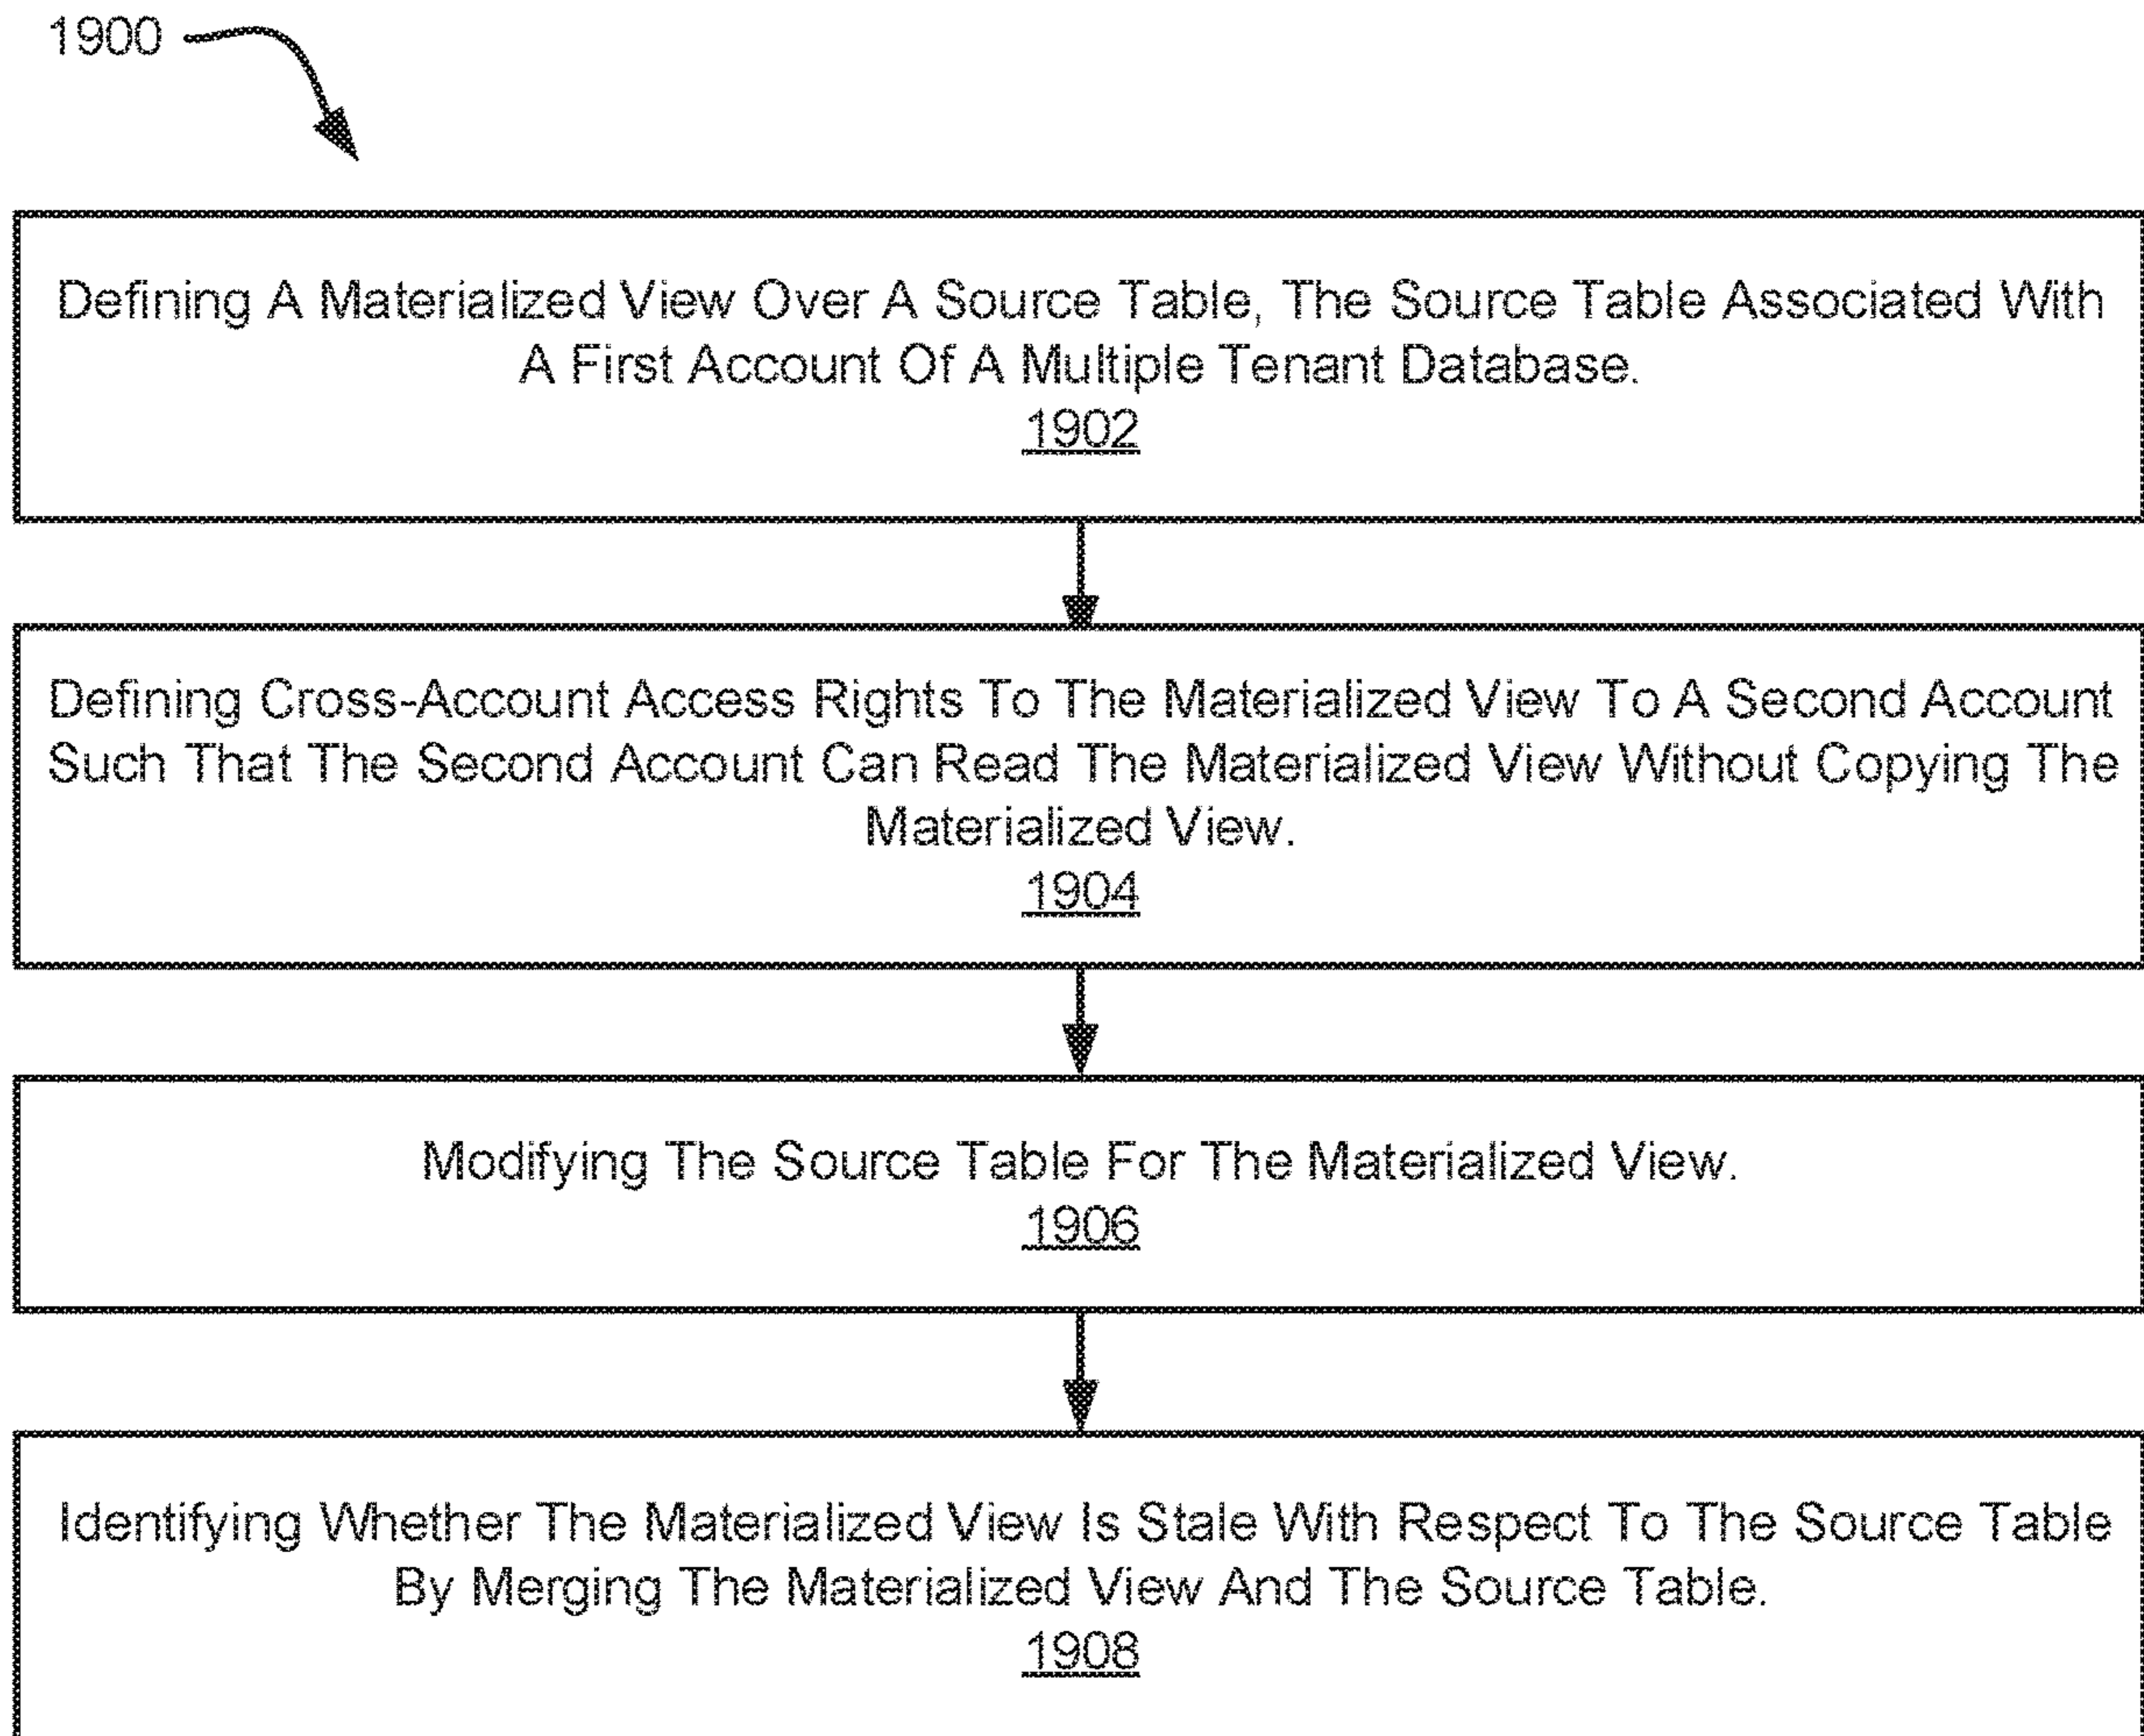 1900
Defining A Materialized View Over A Source Table, The Source Table Associated With
A First Account Of A Multiple Tenant Database.
1902
Defining Cross-Account Access Rights To The Materialized View To A Second Account
Such That The Second Account Can Read The Materialized View Without Copying The
Materialized View.
1904
Modifying The Source Table For The Materialized View.
1906
Identifying Whether The Materialized View Is Stale With Respect To The Source Table
By Merging The Materialized View And The Source Table.
1908